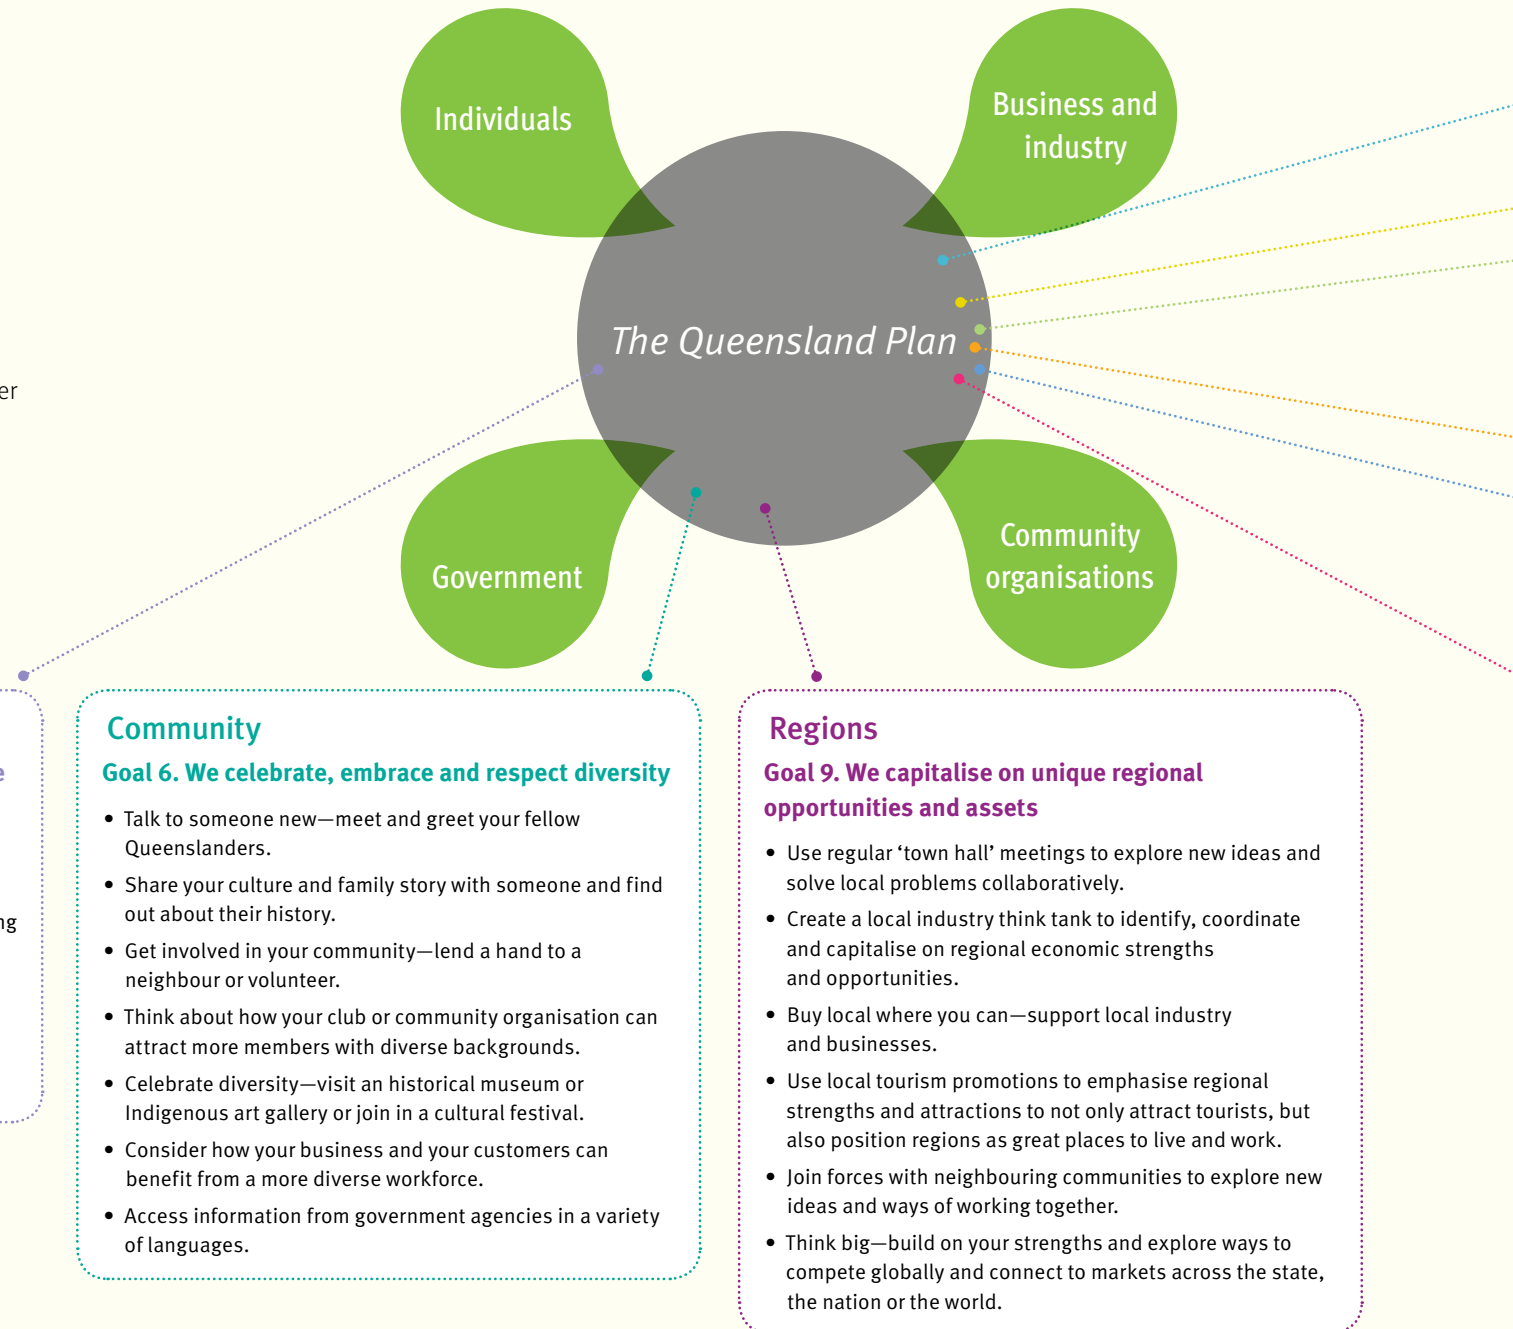 Individuals
Business and
industry
The Queensland Plan
er
Government
Community
organisations
e
ng
Community
Goal 6. We celebrate, embrace and respect diversity
• Talk to someone new—meet and greet your fellow
Queenslanders.
• Share your culture and family story with someone and find
out about their history.
• Get involved in your community—lend a hand to a
neighbour or volunteer.
• Think about how your club or community organisation can
attract more members with diverse backgrounds.
• Celebrate diversity—visit an historical museum or
Indigenous art gallery or join in a cultural festival.
• Consider how your business and your customers can
benefit from a more diverse workforce.
• Access information from government agencies in a variety
of languages.
Regions
Goal 9. We capitalise on unique regional
opportunities and assets
• Use regular ‘town hall’ meetings to explore new ideas and
solve local problems collaboratively.
• Create a local industry think tank to identify, coordinate
and capitalise on regional economic strengths
and opportunities.
• Buy local where you can—support local industry
and businesses.
• Use local tourism promotions to emphasise regional
strengths and attractions to not only attract tourists, but
also position regions as great places to live and work.
• Join forces with neighbouring communities to explore new
ideas and ways of working together.
• Think big—build on your strengths and explore ways to
compete globally and connect to markets across the state,
the nation or the world.